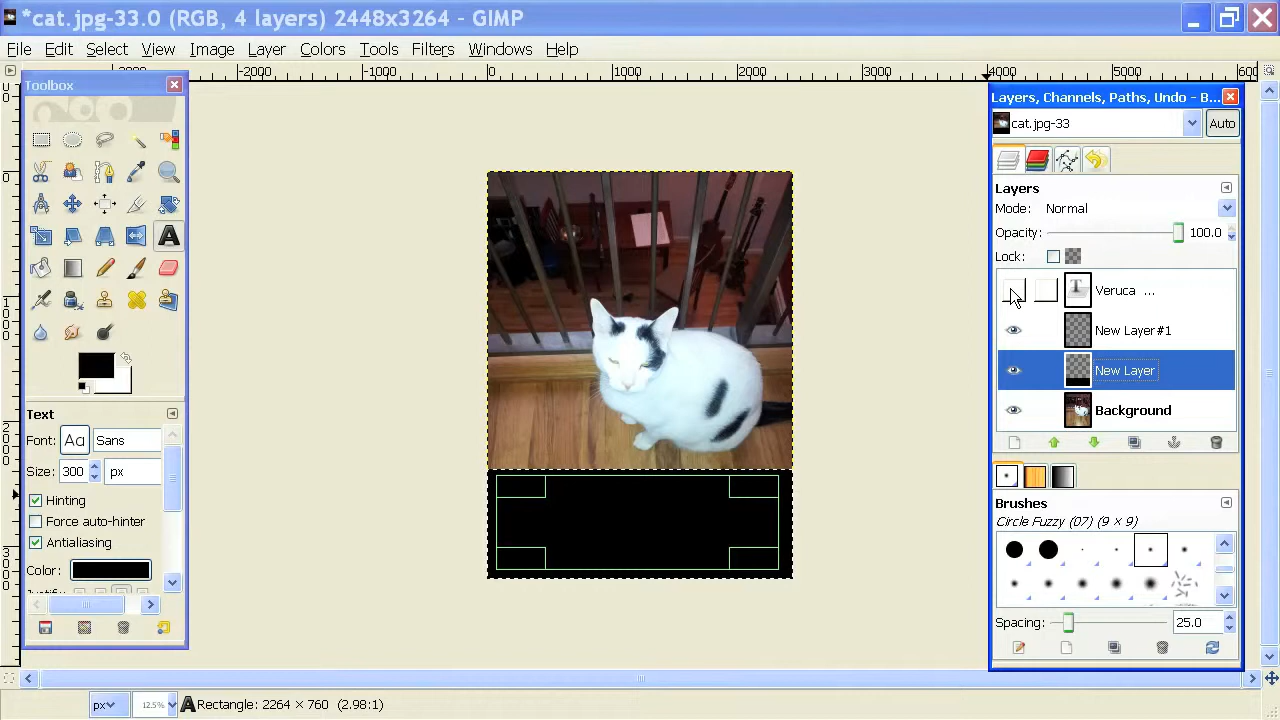 *cat.jpg-33.0 (RGB, 4 layers) 2448x3264 – GIMP
File Edit Select View Image Layer Colors Tools Filters Windows Help
-2000 -1000 0 1000 2000 3000 4000 5000 600
Toolbox
Layers, Channels, Paths, Undo - B...
cat.jpg-33 Auto
Layers
Mode: Normal
Opacity: 100.0
Lock:
Veruca ...
New Layer#1
New Layer
Background
Text
Font: Aa Sans
Size: 300 px
Hinting
Force auto-hinter
Antialiasing
Color:
Brushes
Circle Fuzzy (07) (9 × 9)
Spacing: 25.0
px 12.5% A Rectangle: 2264 × 760 (2.98:1)